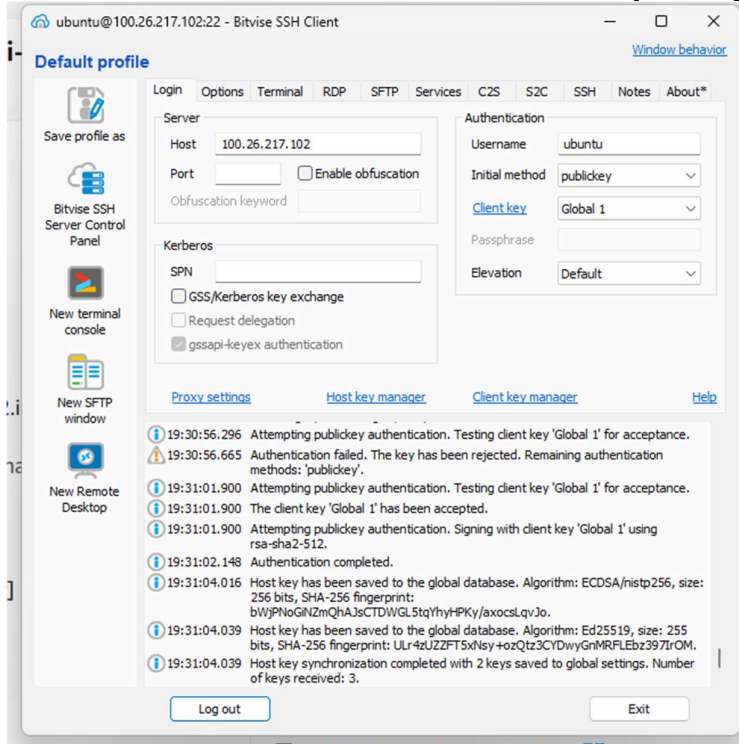 ubuntu@100.26.217.102:22 - Bitvise SSH Client
Default profile
Window behavior
Save profile as
Bitvise SSH
Server Control
Panel
New terminal
console
New SFTP
window
New Remote
Desktop
Login Options Terminal RDP SFTP Services C2S S2C SSH Notes About*
Server
Host 100.26.217.102
Port Enable obfuscation
Obfuscation keyword
Kerberos
SPN
GSS/Kerberos key exchange
Request delegation
gssapi-keyex authentication
Authentication
Username ubuntu
Initial method publickey
Client key Global 1
Passphrase
Elevation Default
Proxy settings Host key manager Client key manager Help
19:30:56.296 Attempting publickey authentication. Testing client key 'Global 1' for acceptance.
19:30:56.665 Authentication failed. The key has been rejected. Remaining authentication
methods: 'publickey'.
19:31:01.900 Attempting publickey authentication. Testing client key 'Global 1' for acceptance.
19:31:01.900 The client key 'Global 1' has been accepted.
19:31:01.900 Attempting publickey authentication. Signing with client key 'Global 1' using
rsa-sha2-512.
19:31:02.148 Authentication completed.
19:31:04.016 Host key has been saved to the global database. Algorithm: ECDSA/nistp256, size:
256 bits, SHA-256 fingerprint:
bWjPNoGiNZmQhAJsCTDWGL5tqYhyHPKy/axocsLqvJo.
19:31:04.039 Host key has been saved to the global database. Algorithm: Ed25519, size: 255
bits, SHA-256 fingerprint: ULr4zUZZFT5xNsy+ozQtz3CYDwyGnMRFLEbz397IrOM.
19:31:04.039 Host key synchronization completed with 2 keys saved to global settings. Number
of keys received: 3.
Log out Exit